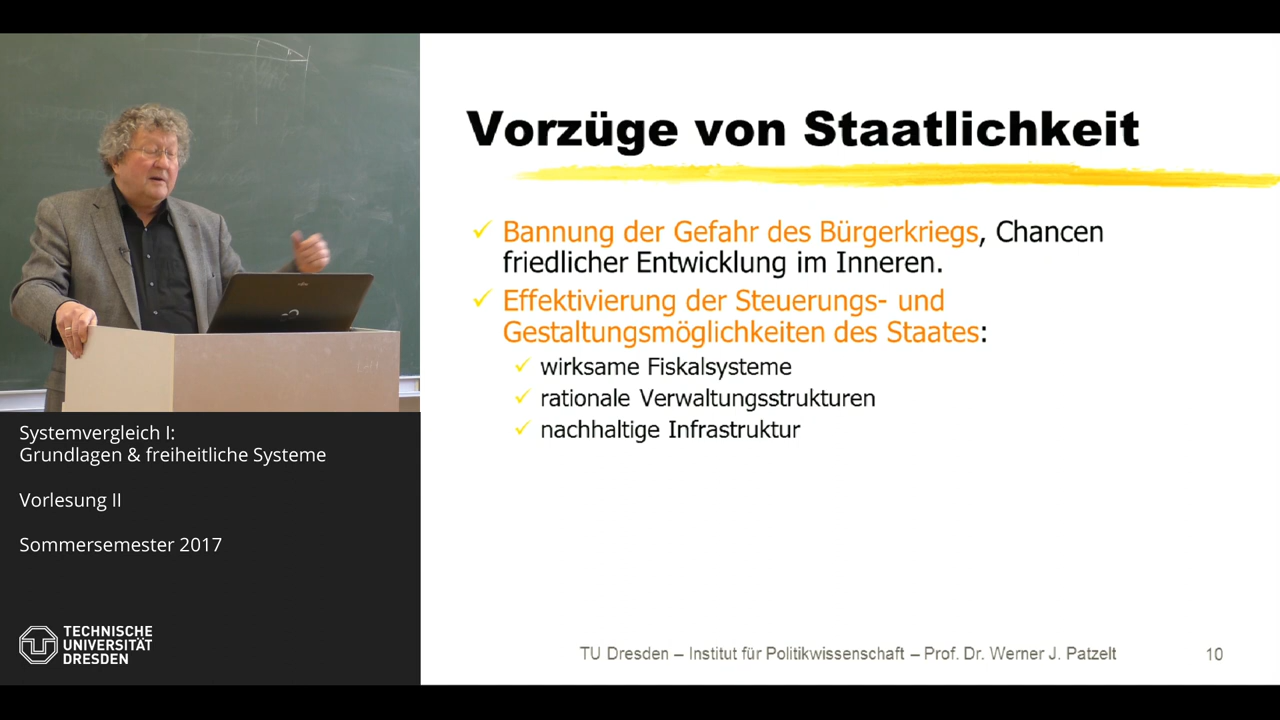 Vorzüge von Staatlichkeit
Bannung der Gefahr des Bürgerkriegs, Chancen
friedlicher Entwicklung im Inneren.
Effektivierung der Steuerungs- und
Gestaltungsmöglichkeiten des Staates:
wirksame Fiskalsysteme
rationale Verwaltungsstrukturen
nachhaltige Infrastruktur
TU Dresden – Institut für Politikwissenschaft – Prof. Dr. Werner J. Patzelt
10
Systemvergleich I:
Grundlagen & freiheitliche Systeme
Vorlesung II
Sommersemester 2017
TECHNISCHE
UNIVERSITÄT
DRESDEN